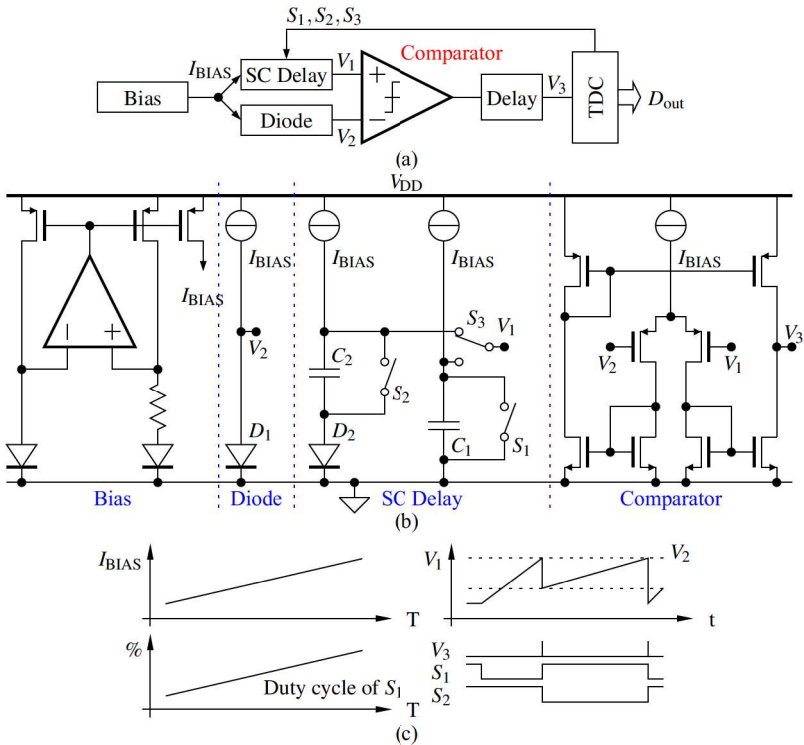 S1, S2, S3
Comparator
IBIAS
SC Delay
V1
+
Bias
Delay
V3
TDC
Dout
Diode
V2
−
(a)
VDD
IBIAS
IBIAS
IBIAS
IBIAS
IBIAS
− +
V2
C2
S2
S3
V1
V2
V1
V3
D1
D2
C1
S1
Bias
Diode
SC Delay
Comparator
(b)
IBIAS
T
V1
V2
t
%
Duty cycle of S1
T
V3
S1
S2
(c)